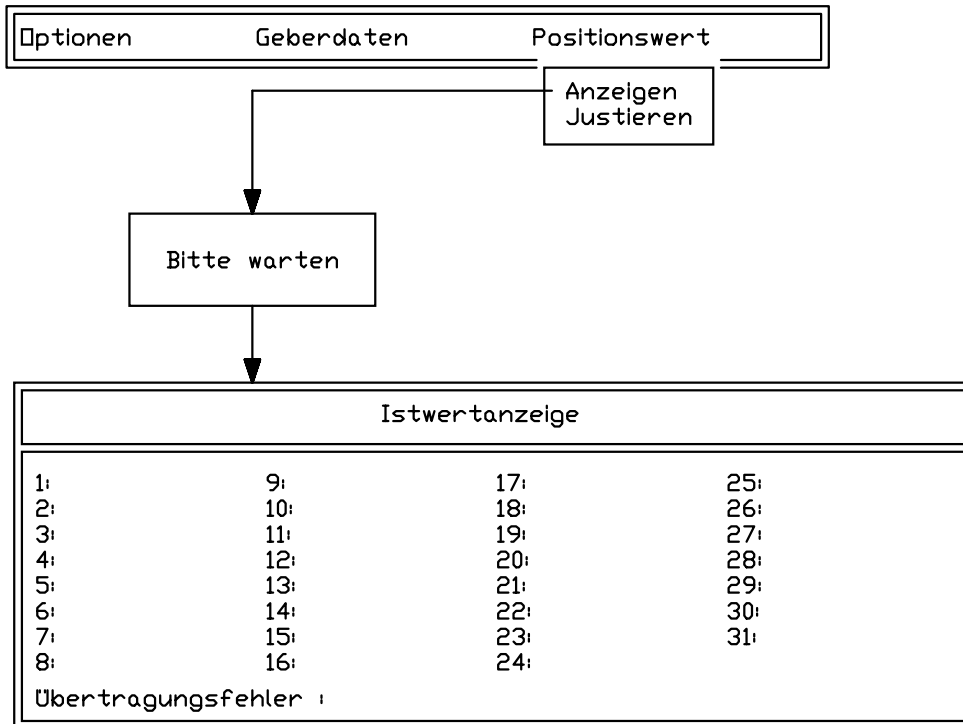 Optionen Geberdaten Positionswert
Anzeigen
Justieren
Bitte warten
Istwertanzeige
1: 9: 17: 25:
2: 10: 18: 26:
3: 11: 19: 27:
4: 12: 20: 28:
5: 13: 21: 29:
6: 14: 22: 30:
7: 15: 23: 31:
8: 16: 24:
Übertragungsfehler :